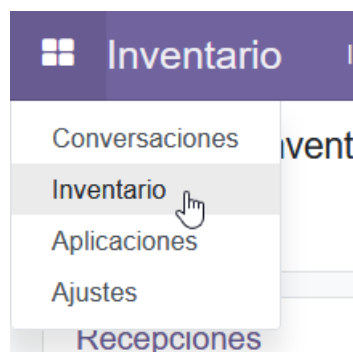 Inventario
Conversaciones
Inventario
Aplicaciones
Ajustes
Recepciones